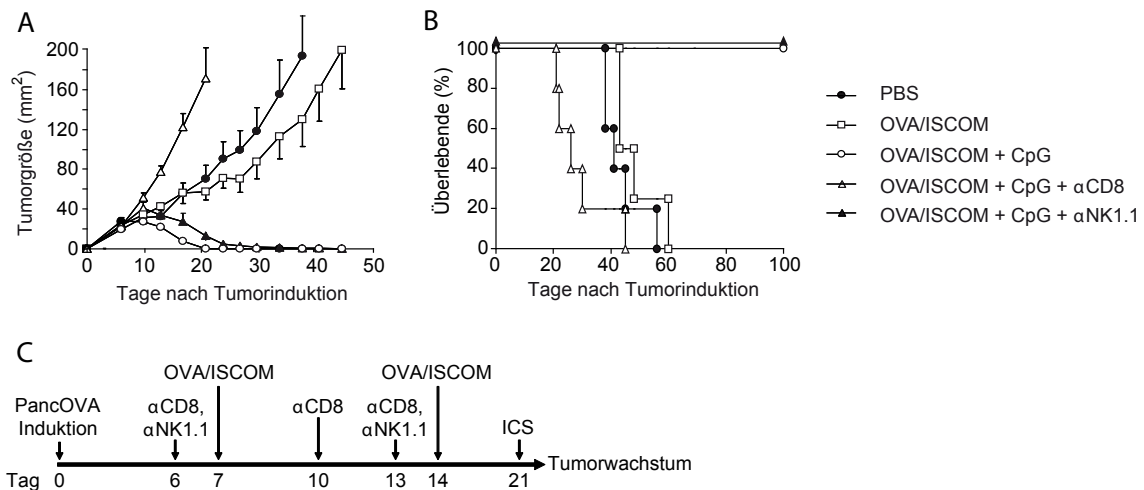 A
Tumorgröße (mm²)
200
160
120
80
40
0
0 10 20 30 40 50
Tage nach Tumorinduktion
B
Überlebende (%)
100
80
60
40
20
0
0 20 40 60 80 100
Tage nach Tumorinduktion
PBS
OVA/ISCOM
OVA/ISCOM + CpG
OVA/ISCOM + CpG + αCD8
OVA/ISCOM + CpG + αNK1.1
C
OVA/ISCOM OVA/ISCOM
PancOVA αCD8, αCD8 αCD8, ICS
Induktion αNK1.1 αNK1.1
Tumorwachstum
Tag 0 6 7 10 13 14 21